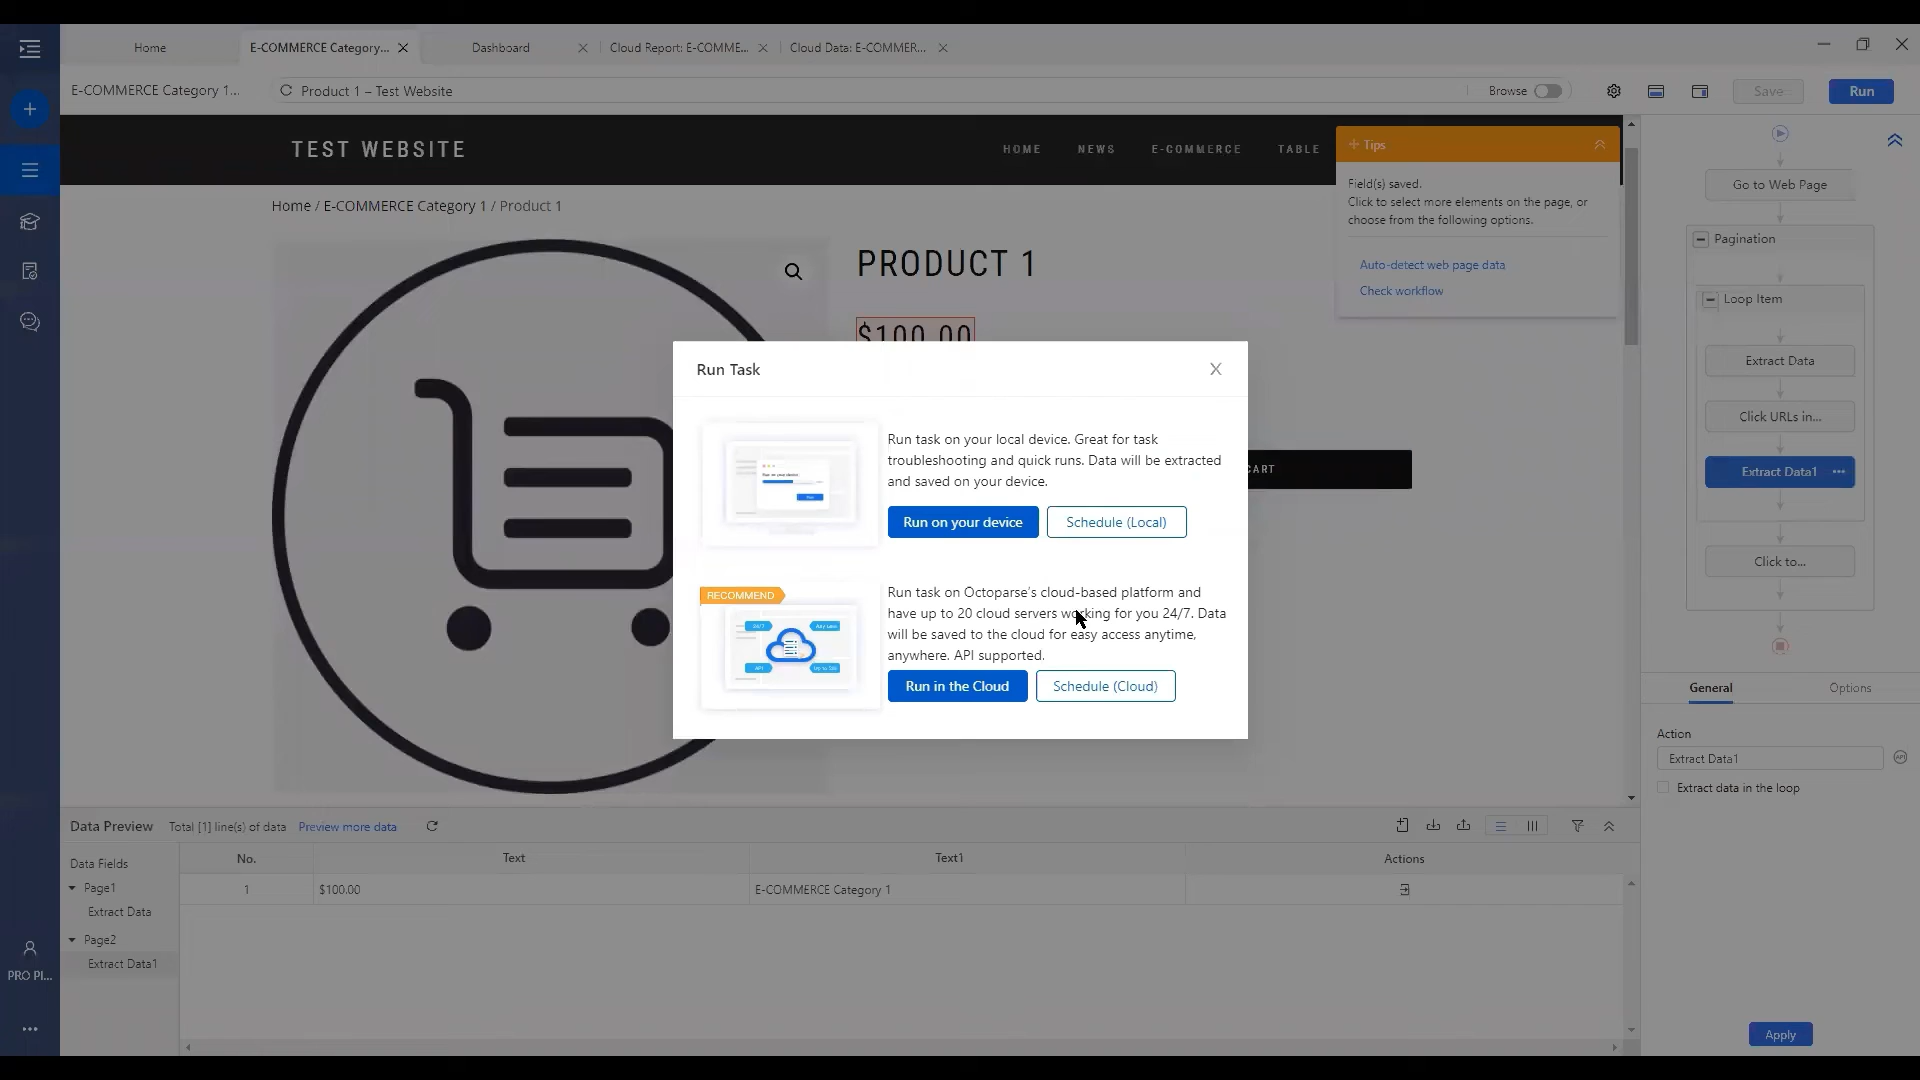 Home
E-COMMERCE Category...
Dashboard
Cloud Report: E-COMME...
Cloud Data: E-COMMER...
E-COMMERCE Category 1...
Product 1 – Test Website
Browse
Save
Run
TEST WEBSITE
HOME
NEWS
E-COMMERCE
TABLE
Tips
Field(s) saved.
Click to select more elements on the page, or
choose from the following options.
Auto-detect web page data
Check workflow
Home / E-COMMERCE Category 1 / Product 1
PRODUCT 1
$100.00
CART
Run Task
Run task on your local device. Great for task
troubleshooting and quick runs. Data will be extracted
and saved on your device.
Run on your device
Schedule (Local)
RECOMMEND
Run task on Octoparse's cloud-based platform and
have up to 20 cloud servers working for you 24/7. Data
will be saved to the cloud for easy access anytime,
anywhere. API supported.
Run in the Cloud
Schedule (Cloud)
Go to Web Page
Pagination
Loop Item
Extract Data
Click URLs in...
Extract Data1
Click to...
General
Options
Action
Extract Data1
Extract data in the loop
Apply
Data Preview
Total [1] line(s) of data
Preview more data
Data Fields
Page1
Extract Data
Page2
Extract Data1
No.
Text
Text1
Actions
1
$100.00
E-COMMERCE Category 1
PRO PI...